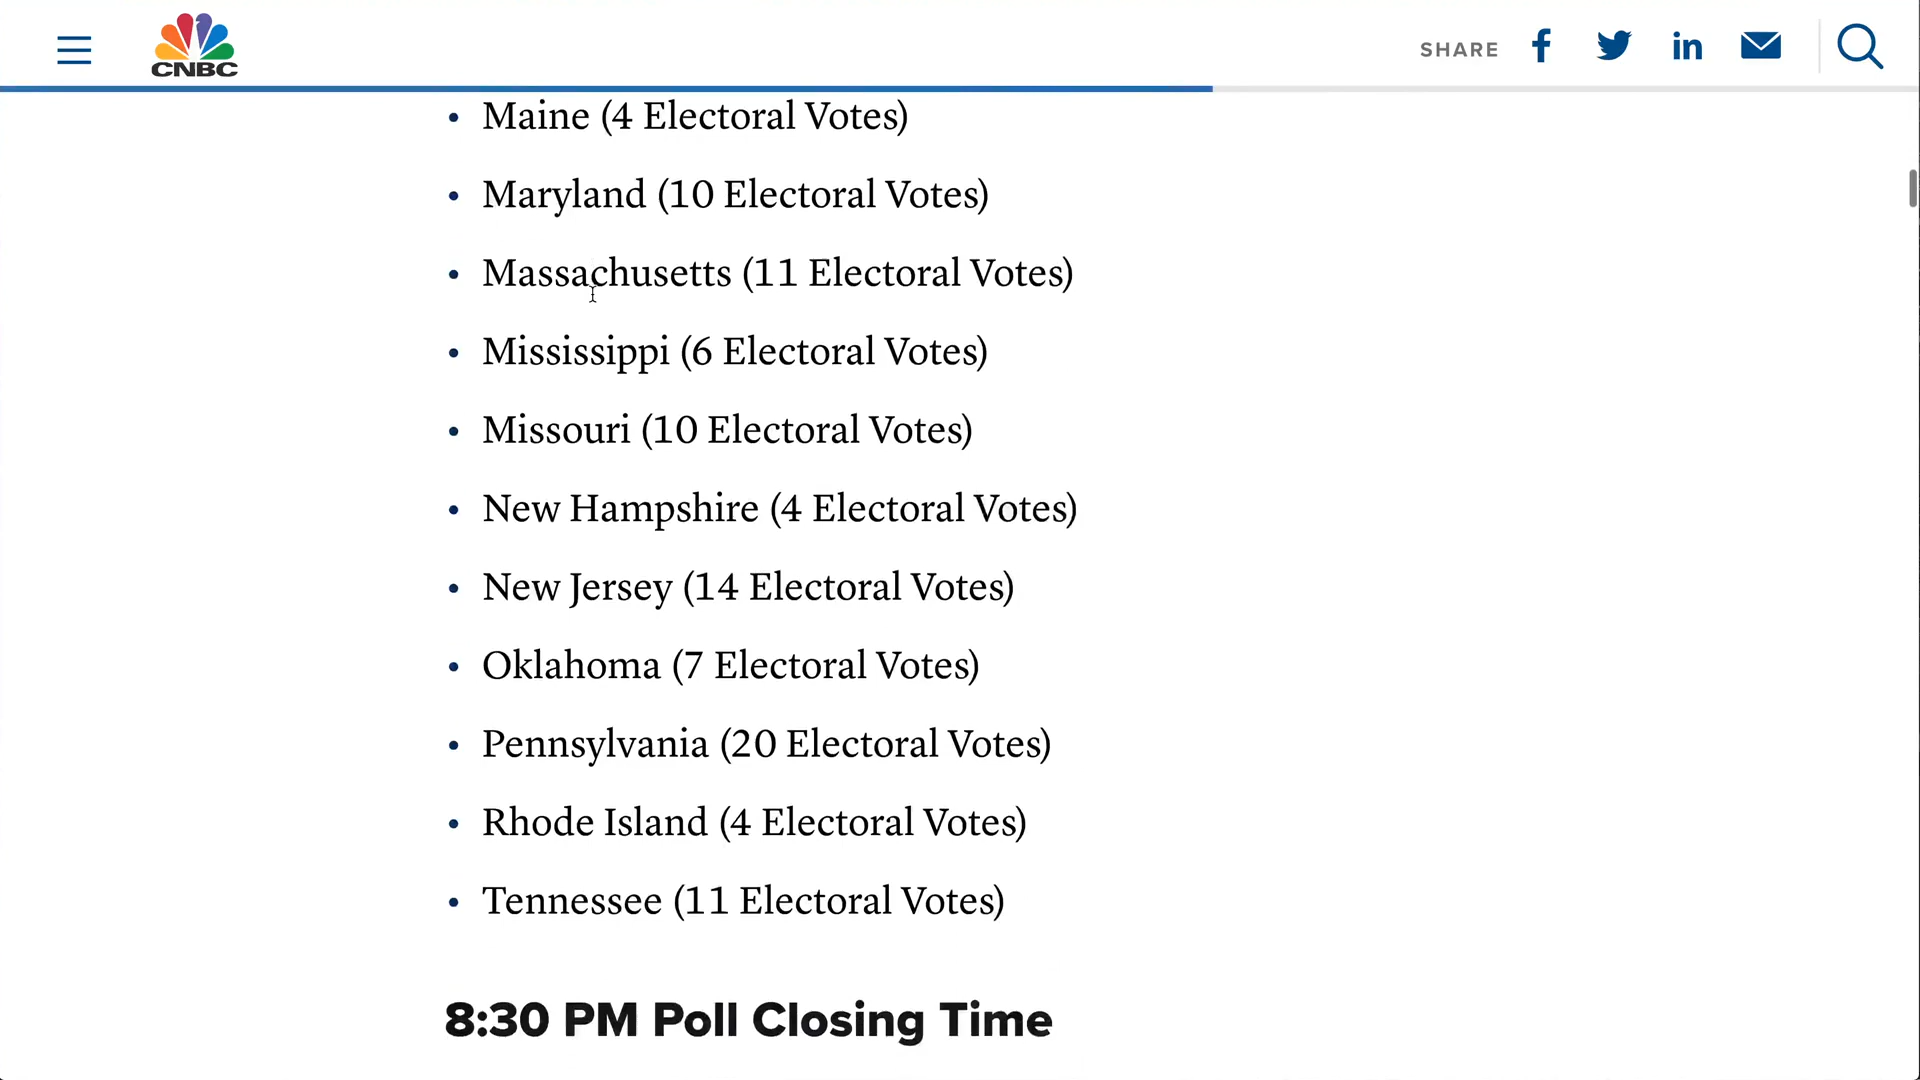 CNBC
SHARE
Maine (4 Electoral Votes)
Maryland (10 Electoral Votes)
Massachusetts (11 Electoral Votes)
Mississippi (6 Electoral Votes)
Missouri (10 Electoral Votes)
New Hampshire (4 Electoral Votes)
New Jersey (14 Electoral Votes)
Oklahoma (7 Electoral Votes)
Pennsylvania (20 Electoral Votes)
Rhode Island (4 Electoral Votes)
Tennessee (11 Electoral Votes)
8:30 PM Poll Closing Time